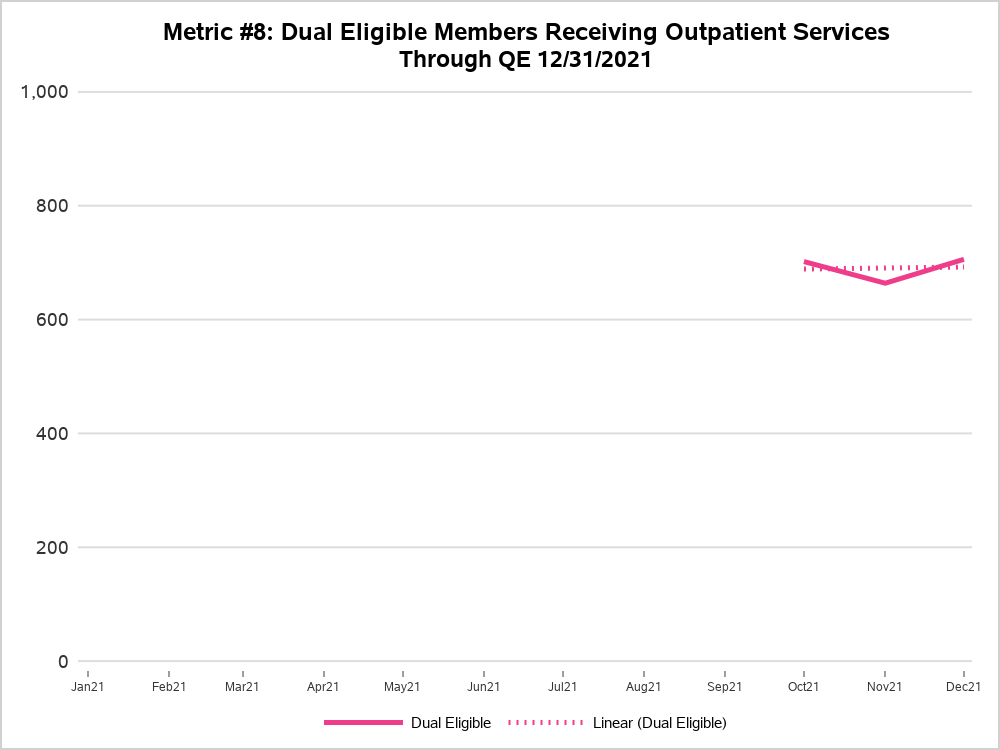 Metric #8: Dual Eligible Members Receiving Outpatient Services
Through QE 12/31/2021
1,000
800
600
400
200
0
Jan21 Feb21 Mar21 Apr21 May21 Jun21 Jul21 Aug21 Sep21 Oct21 Nov21 Dec21
Dual Eligible Linear (Dual Eligible)